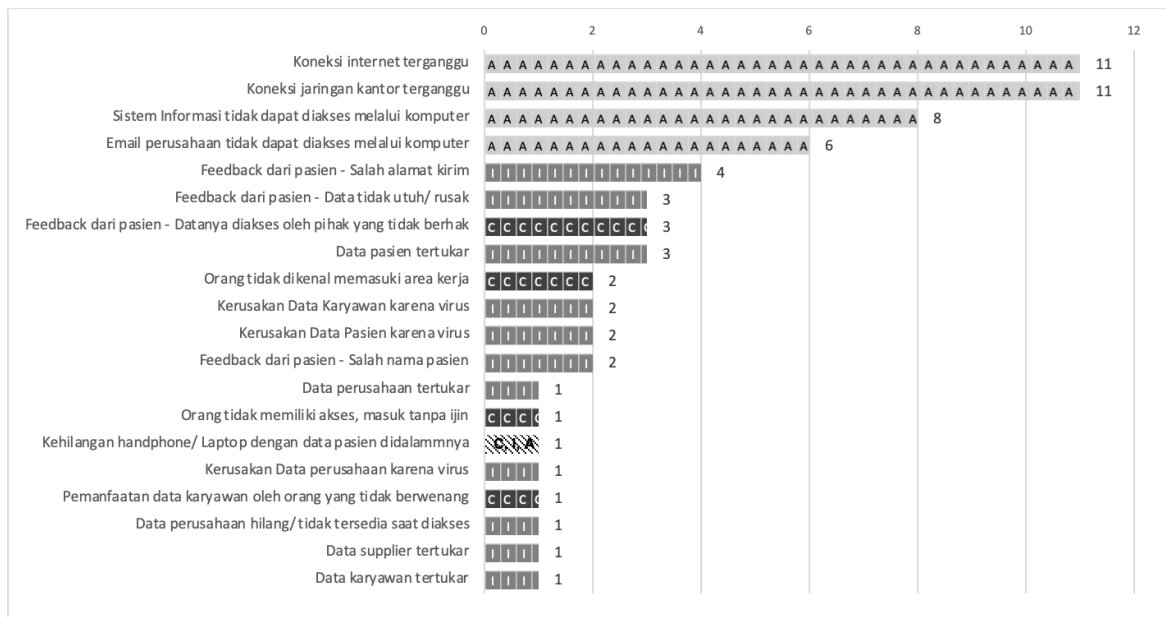 0 2 4 6 8 10 12
Koneksi internet terganggu A A A A A A A A A A A A A A A A A A A A A A A A A A A A A A A A A A A A 11
Koneksi jaringan kantor terganggu A A A A A A A A A A A A A A A A A A A A A A A A A A A A A A A A A A A A 11
Sistem Informasi tidak dapat diakses melalui komputer A A A A A A A A A A A A A A A A A A A A A A A A A A 8
Email perusahaan tidak dapat diakses melalui komputer A A A A A A A A A A A A A A A A A A A A 6
Feedback dari pasien - Salah alamat kirim I I I I I I I I I I I I I 4
Feedback dari pasien - Data tidak utuh/ rusak I I I I I I I I I I 3
Feedback dari pasien - Datanya diakses oleh pihak yang tidak berhak C C C C C C C C C C 3
Data pasien tertukar I I I I I I I I I I 3
Orang tidak dikenal memasuki area kerja C C C C C C C 2
Kerusakan Data Karyawan karena virus I I I I I I I 2
Kerusakan Data Pasien karena virus I I I I I I I 2
Feedback dari pasien - Salah nama pasien I I I I I I I 2
Data perusahaan tertukar I I I 1
Orang tidak memiliki akses, masuk tanpa ijin C C C C 1
Kehilangan handphone/ Laptop dengan data pasien didalammnya C, I, A 1
Kerusakan Data perusahaan karena virus I I I 1
Pemanfaatan data karyawan oleh orang yang tidak berwenang C C C C 1
Data perusahaan hilang/ tidak tersedia saat diakses I I I 1
Data supplier tertukar I I I 1
Data karyawan tertukar I I I 1